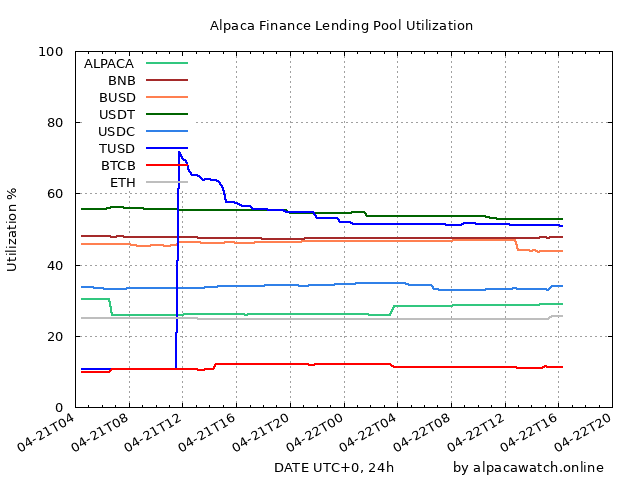 Alpaca Finance Lending Pool Utilization
100
80
60
40
20
0
Utilization %
ALPACA
BNB
BUSD
USDT
USDC
TUSD
BTCB
ETH
04-21T04
04-21T08
04-21T12
04-21T16
04-21T20
04-22T00
04-22T04
04-22T08
04-22T12
04-22T16
04-22T20
DATE UTC+0, 24h
by alpacawatch.online